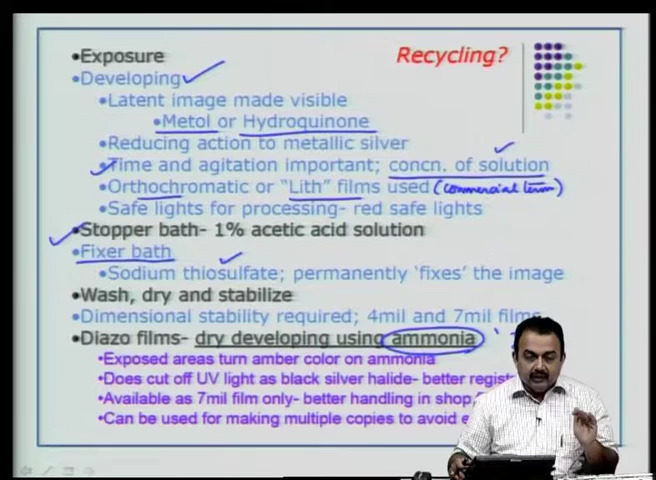 •Exposure
Recycling?
•Developing
•Latent image made visible
•Metol or Hydroquinone
•Reducing action to metallic silver
•Time and agitation important; concn. of solution
•Orthochromatic or “Lith” films used (commercial term)
•Safe lights for processing- red safe lights
•Stopper bath- 1% acetic acid solution
•Fixer bath
•Sodium thiosulfate; permanently ‘fixes’ the image
•Wash, dry and stabilize
•Dimensional stability required; 4mil and 7mil films
•Diazo films- dry developing using ammonia
•Exposed areas turn amber color on ammonia
•Does cut off UV light as black silver halide- better
•Available as 7mil film only- better handling in shop
•Can be used for making multiple copies to avoid